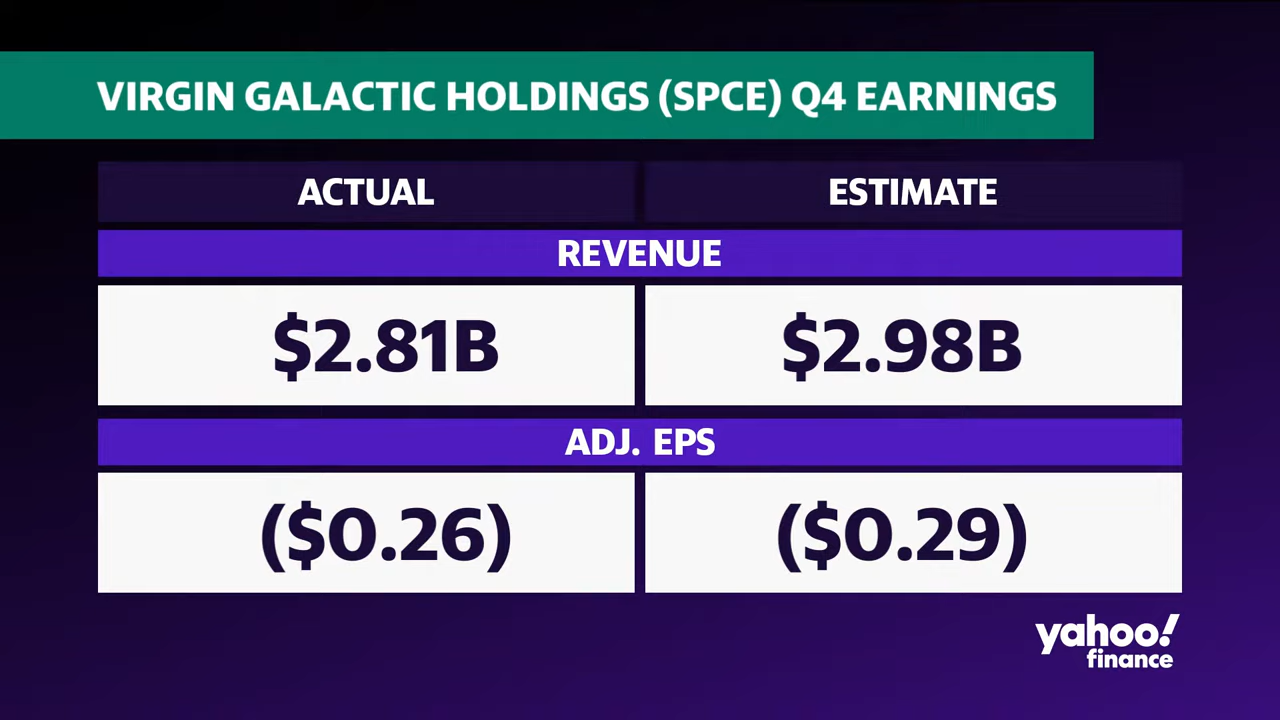 VIRGIN GALACTIC HOLDINGS (SPCE) Q4 EARNINGS
ACTUAL ESTIMATE
REVENUE
$2.81B $2.98B
ADJ. EPS
($0.26) ($0.29)
yahoo!
finance